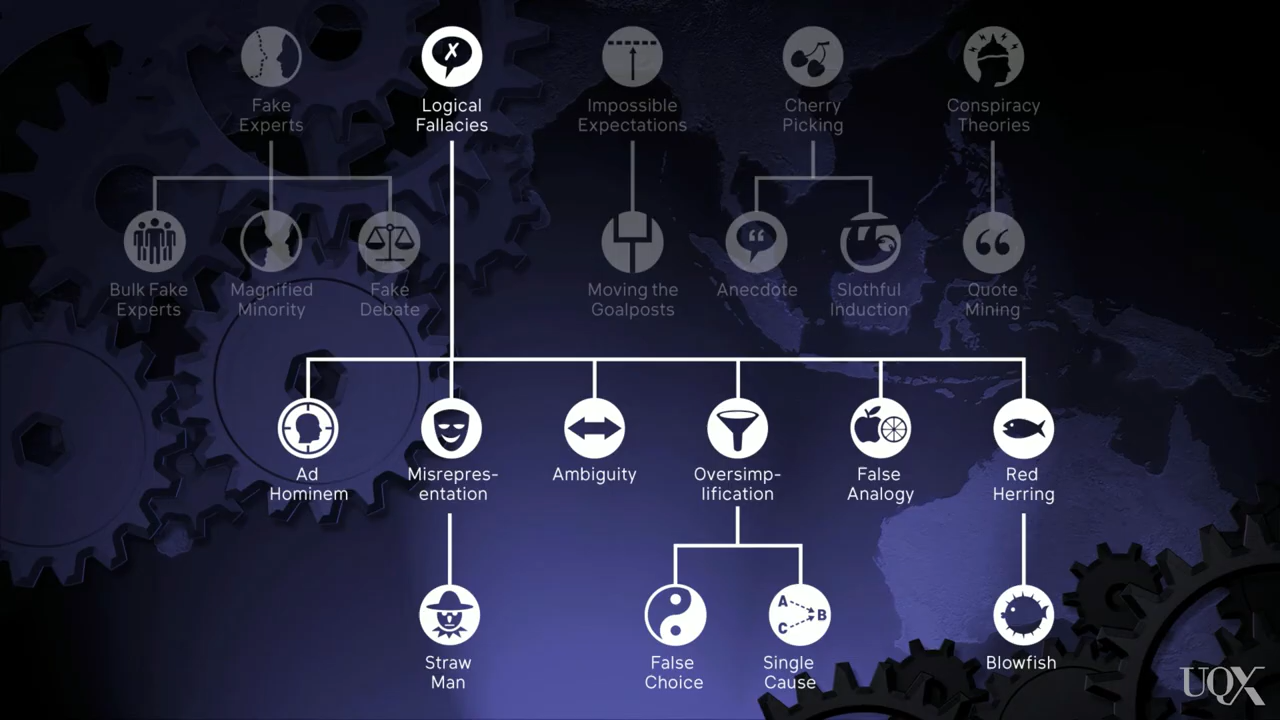 Fake
Experts
Logical
Fallacies
Impossible
Expectations
Cherry
Picking
Conspiracy
Theories
Bulk Fake
Experts
Magnified
Minority
Fake
Debate
Moving the
Goalposts
Anecdote
Slothful
Induction
Quote
Mining
Ad
Hominem
Misrepres-
entation
Ambiguity
Oversimp-
lification
False
Analogy
Red
Herring
Straw
Man
False
Choice
A
B
C
Single
Cause
Blowfish
UQX